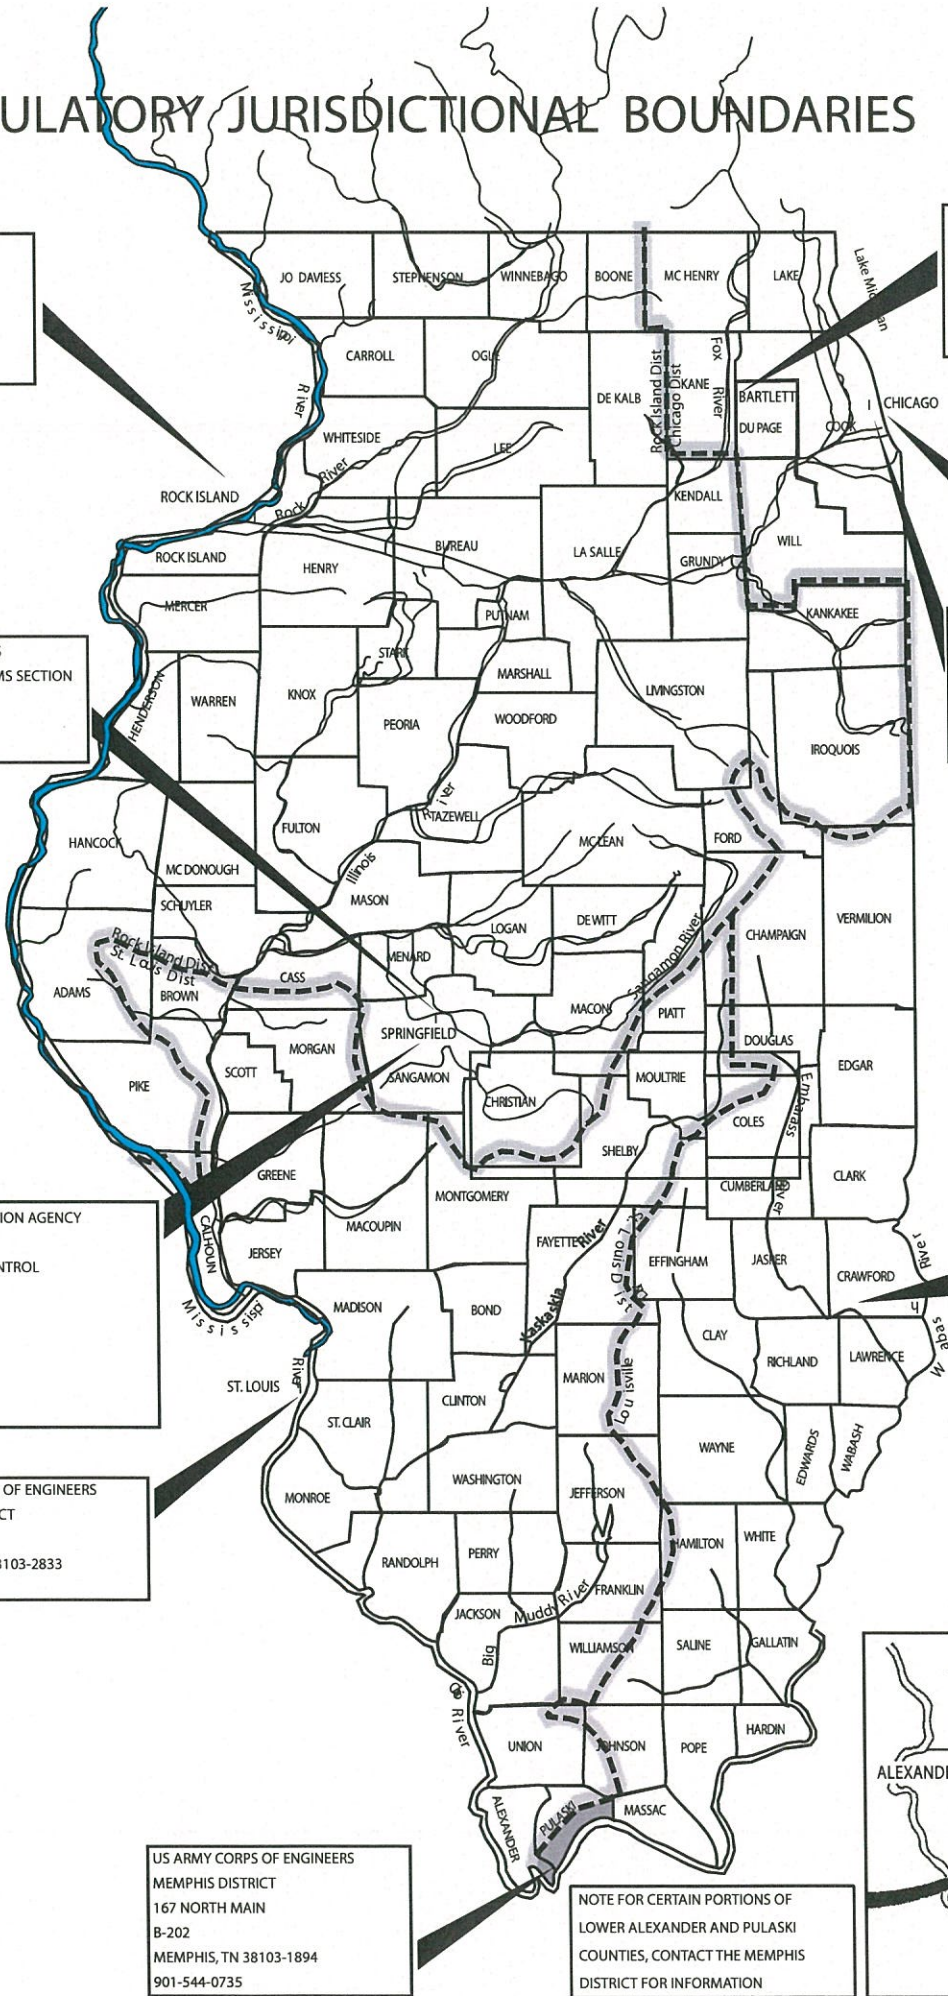 ULATORY JURISDICTIONAL BOUNDARIES
JO DAVIESS
STEPHENSON
WINNEBAGO
BOONE
MC HENRY
LAKE
Mississippi
River
CARROLL
OGLE
DE KALB
Rock Island Dist
Chicago Dist
KANE
Fox
River
BARTLETT
DU PAGE
COOK
CHICAGO
WHITESIDE
LEE
Rock
River
KENDALL
ROCK ISLAND
ROCK ISLAND
HENRY
BUREAU
LA SALLE
GRUNDY
WILL
MERCER
PUTNAM
KANKAKEE
S
MS SECTION
HENDERSON
WARREN
KNOX
STARK
PEORIA
MARSHALL
WOODFORD
LIVINGSTON
IROQUOIS
HANCOCK
MC DONOUGH
FULTON
TAZEWELL
River
Illinois
MC LEAN
FORD
SCHUYLER
MASON
LOGAN
DE WITT
CHAMPAIGN
VERMILION
Rock Island Dist
St. Louis Dist
ADAMS
BROWN
CASS
MENARD
MACON
Sangamon River
PIATT
SPRINGFIELD
DOUGLAS
EDGAR
PIKE
SCOTT
MORGAN
SANGAMON
CHRISTIAN
MOULTRIE
COLES
Embarass
River
SHELBY
CUMBERLAND
CLARK
ION AGENCY
NTROL
GREENE
MACOUPIN
MONTGOMERY
CALHOUN
JERSEY
FAYETTE
Kaskaskia
River
EFFINGHAM
JASPER
CRAWFORD
River
MADISON
BOND
CLAY
RICHLAND
LAWRENCE
ST. LOUIS
River
ST. CLAIR
CLINTON
MARION
Louisville
WAYNE
EDWARDS
WABASH
OF ENGINEERS
CT
8103-2833
MONROE
WASHINGTON
JEFFERSON
RANDOLPH
PERRY
HAMILTON
WHITE
JACKSON
Big
Muddy River
FRANKLIN
WILLIAMSON
SALINE
GALLATIN
River
UNION
JOHNSON
POPE
HARDIN
ALEXANDER
PULASKI
MASSAC
ALEXAND
US ARMY CORPS OF ENGINEERS
MEMPHIS DISTRICT
167 NORTH MAIN
B-202
MEMPHIS, TN 38103-1894
901-544-0735
NOTE FOR CERTAIN PORTIONS OF
LOWER ALEXANDER AND PULASKI
COUNTIES, CONTACT THE MEMPHIS
DISTRICT FOR INFORMATION